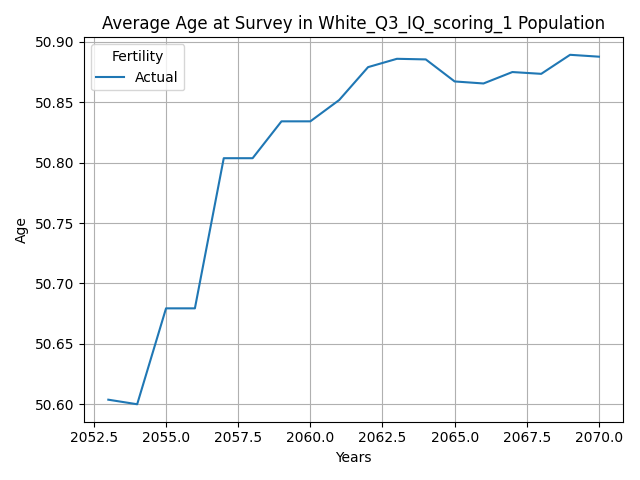 Average Age at Survey in White_Q3_IQ_scoring_1 Population
Fertility
Actual
Age
50.90
50.85
50.80
50.75
50.70
50.65
50.60
2052.5 2055.0 2057.5 2060.0 2062.5 2065.0 2067.5 2070.0
Years